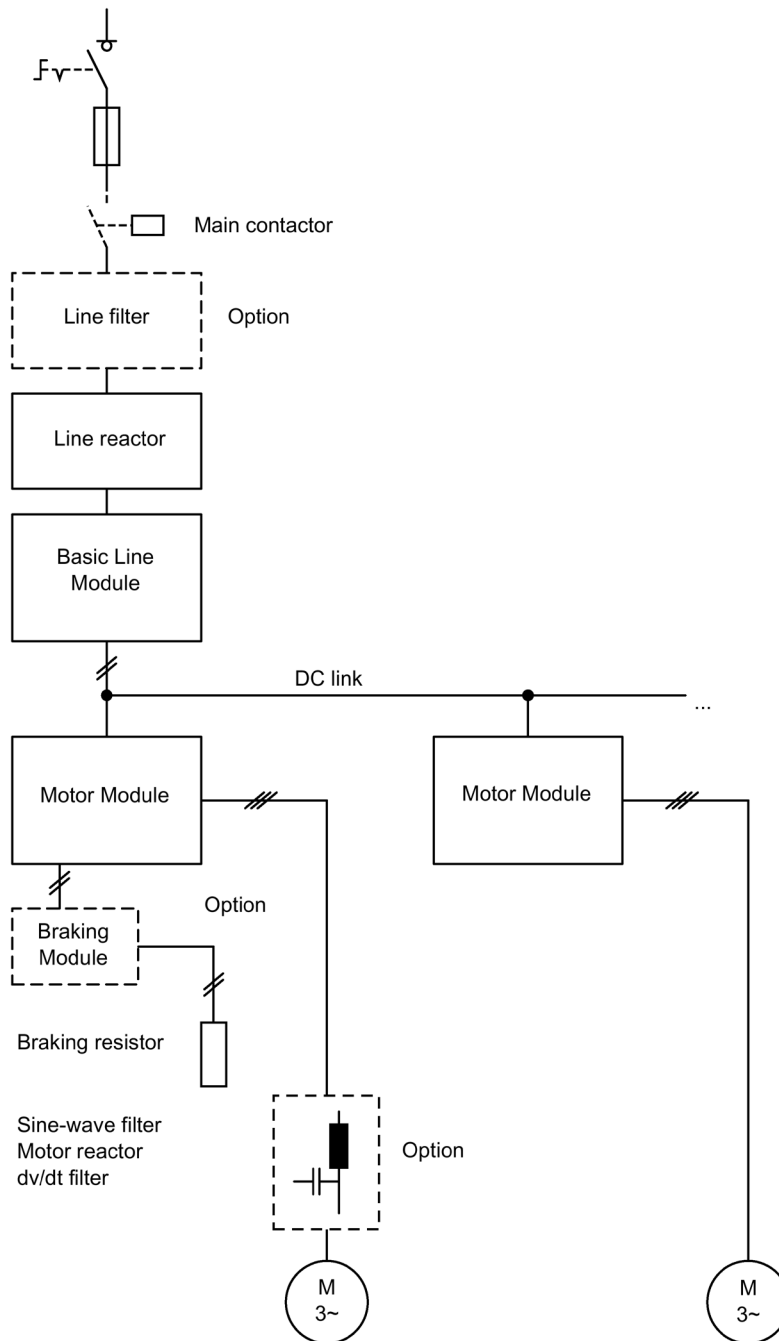 Main contactor
Line filter
Option
Line reactor
Basic Line
Module
DC link
...
Motor Module
Motor Module
Option
Braking
Module
Braking resistor
Sine-wave filter
Motor reactor
dv/dt filter
Option
M
3~
M
3~